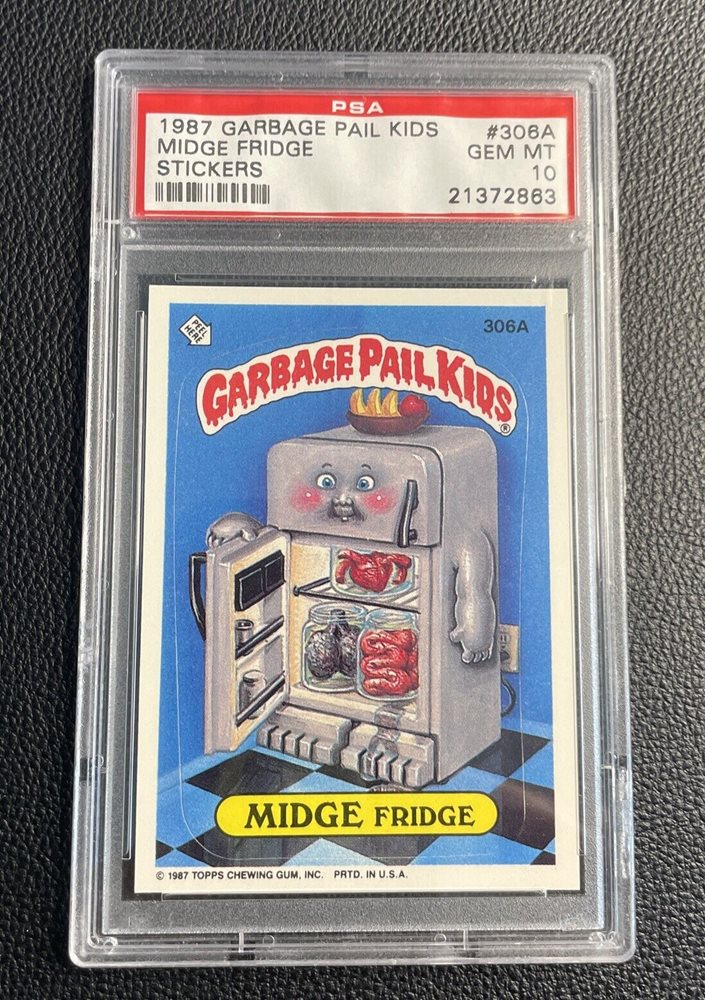 PSA
1987 GARBAGE PAIL KIDS #306A
MIDGE FRIDGE GEM MT
STICKERS 10
21372863
PEEL HERE
306A
GARBAGE PAIL KIDS®
MIDGE FRIDGE
© 1987 TOPPS CHEWING GUM, INC. PRTD. IN U.S.A.